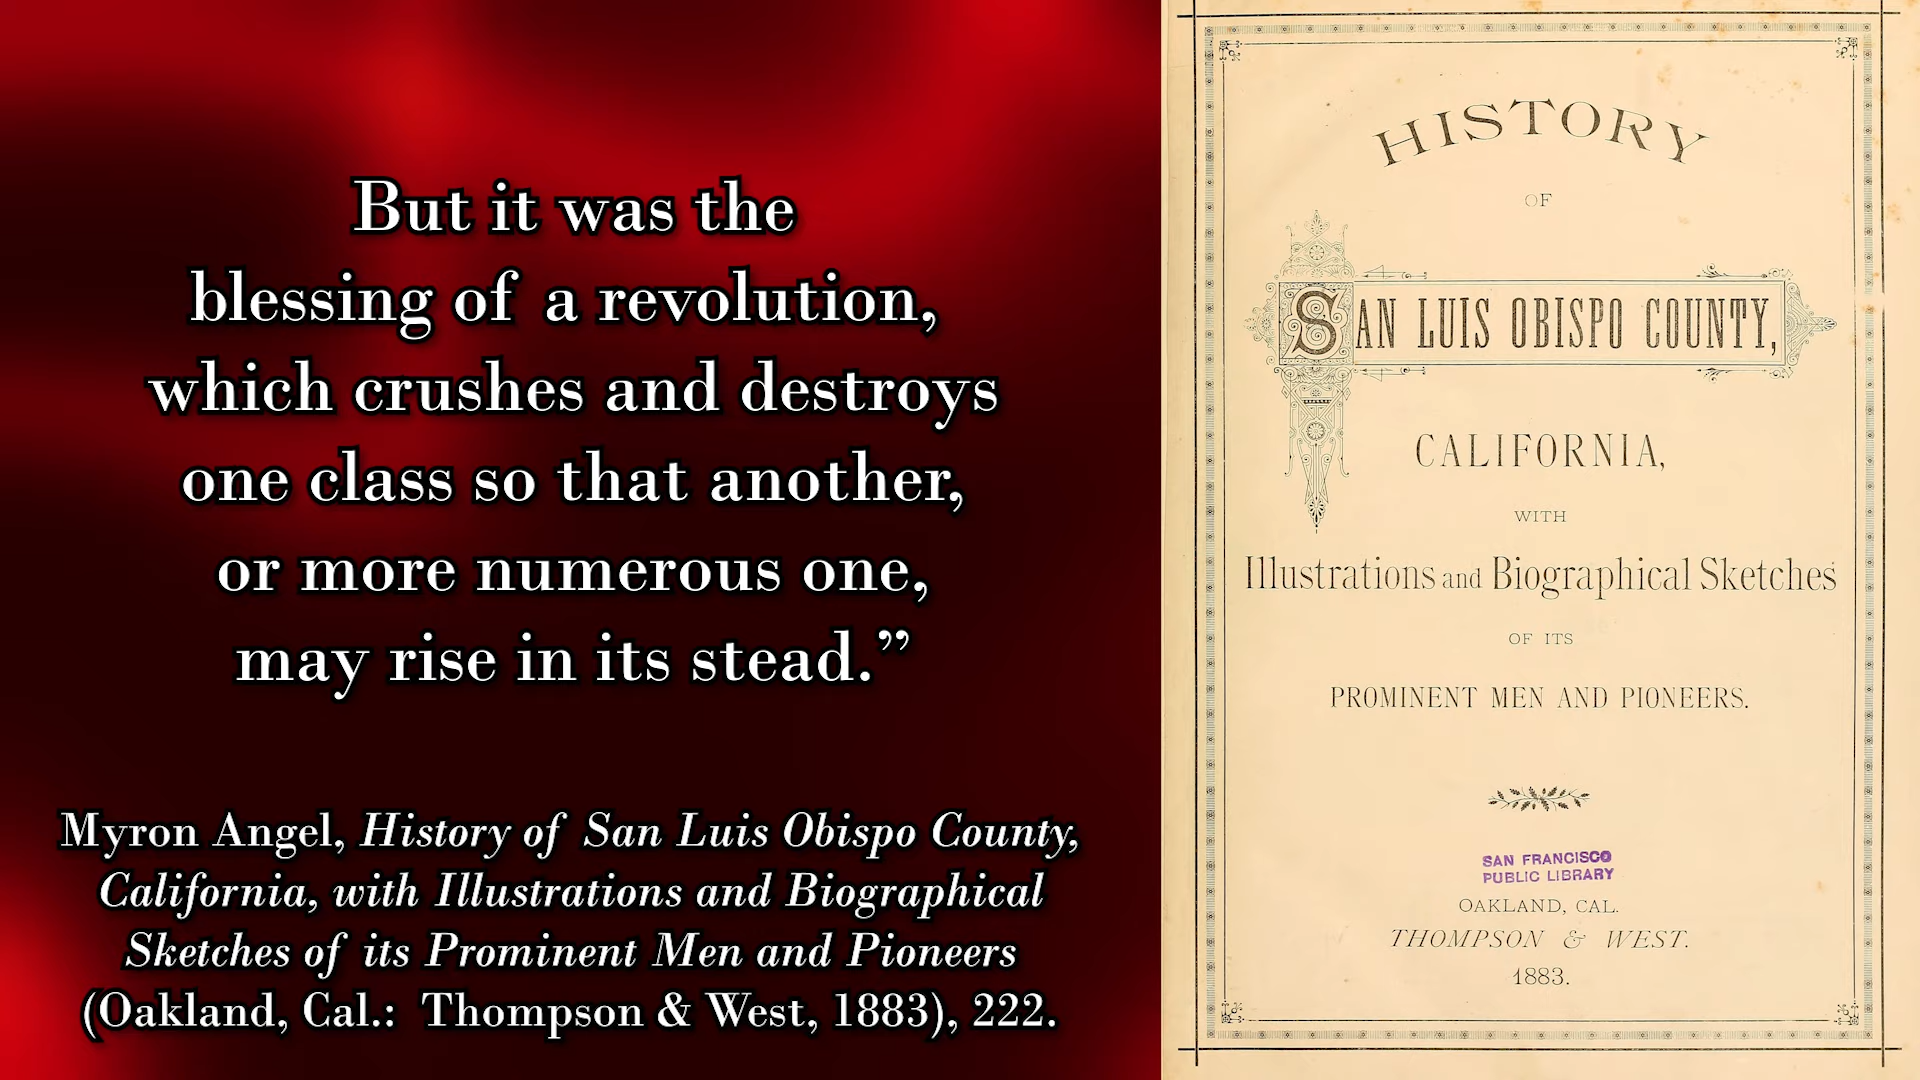 But it was the
blessing of a revolution,
which crushes and destroys
one class so that another,
or more numerous one,
may rise in its stead.”
Myron Angel, History of San Luis Obispo County,
California, with Illustrations and Biographical
Sketches of its Prominent Men and Pioneers
(Oakland, Cal.: Thompson & West, 1883), 222.
HISTORY
OF
SAN LUIS OBISPO COUNTY,
CALIFORNIA,
WITH
Illustrations and Biographical Sketches
OF ITS
PROMINENT MEN AND PIONEERS.
SAN FRANCISCO
PUBLIC LIBRARY
OAKLAND, CAL.
THOMPSON & WEST.
1883.